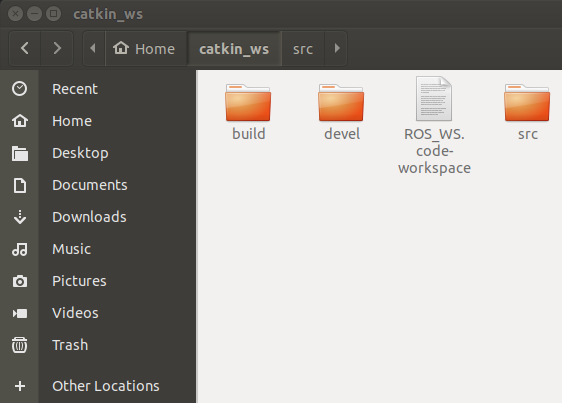 catkin_ws
Home
catkin_ws
src
Recent
Home
Desktop
Documents
Downloads
Music
Pictures
Videos
Trash
Other Locations
build
devel
ROS_WS.
code-
workspace
src